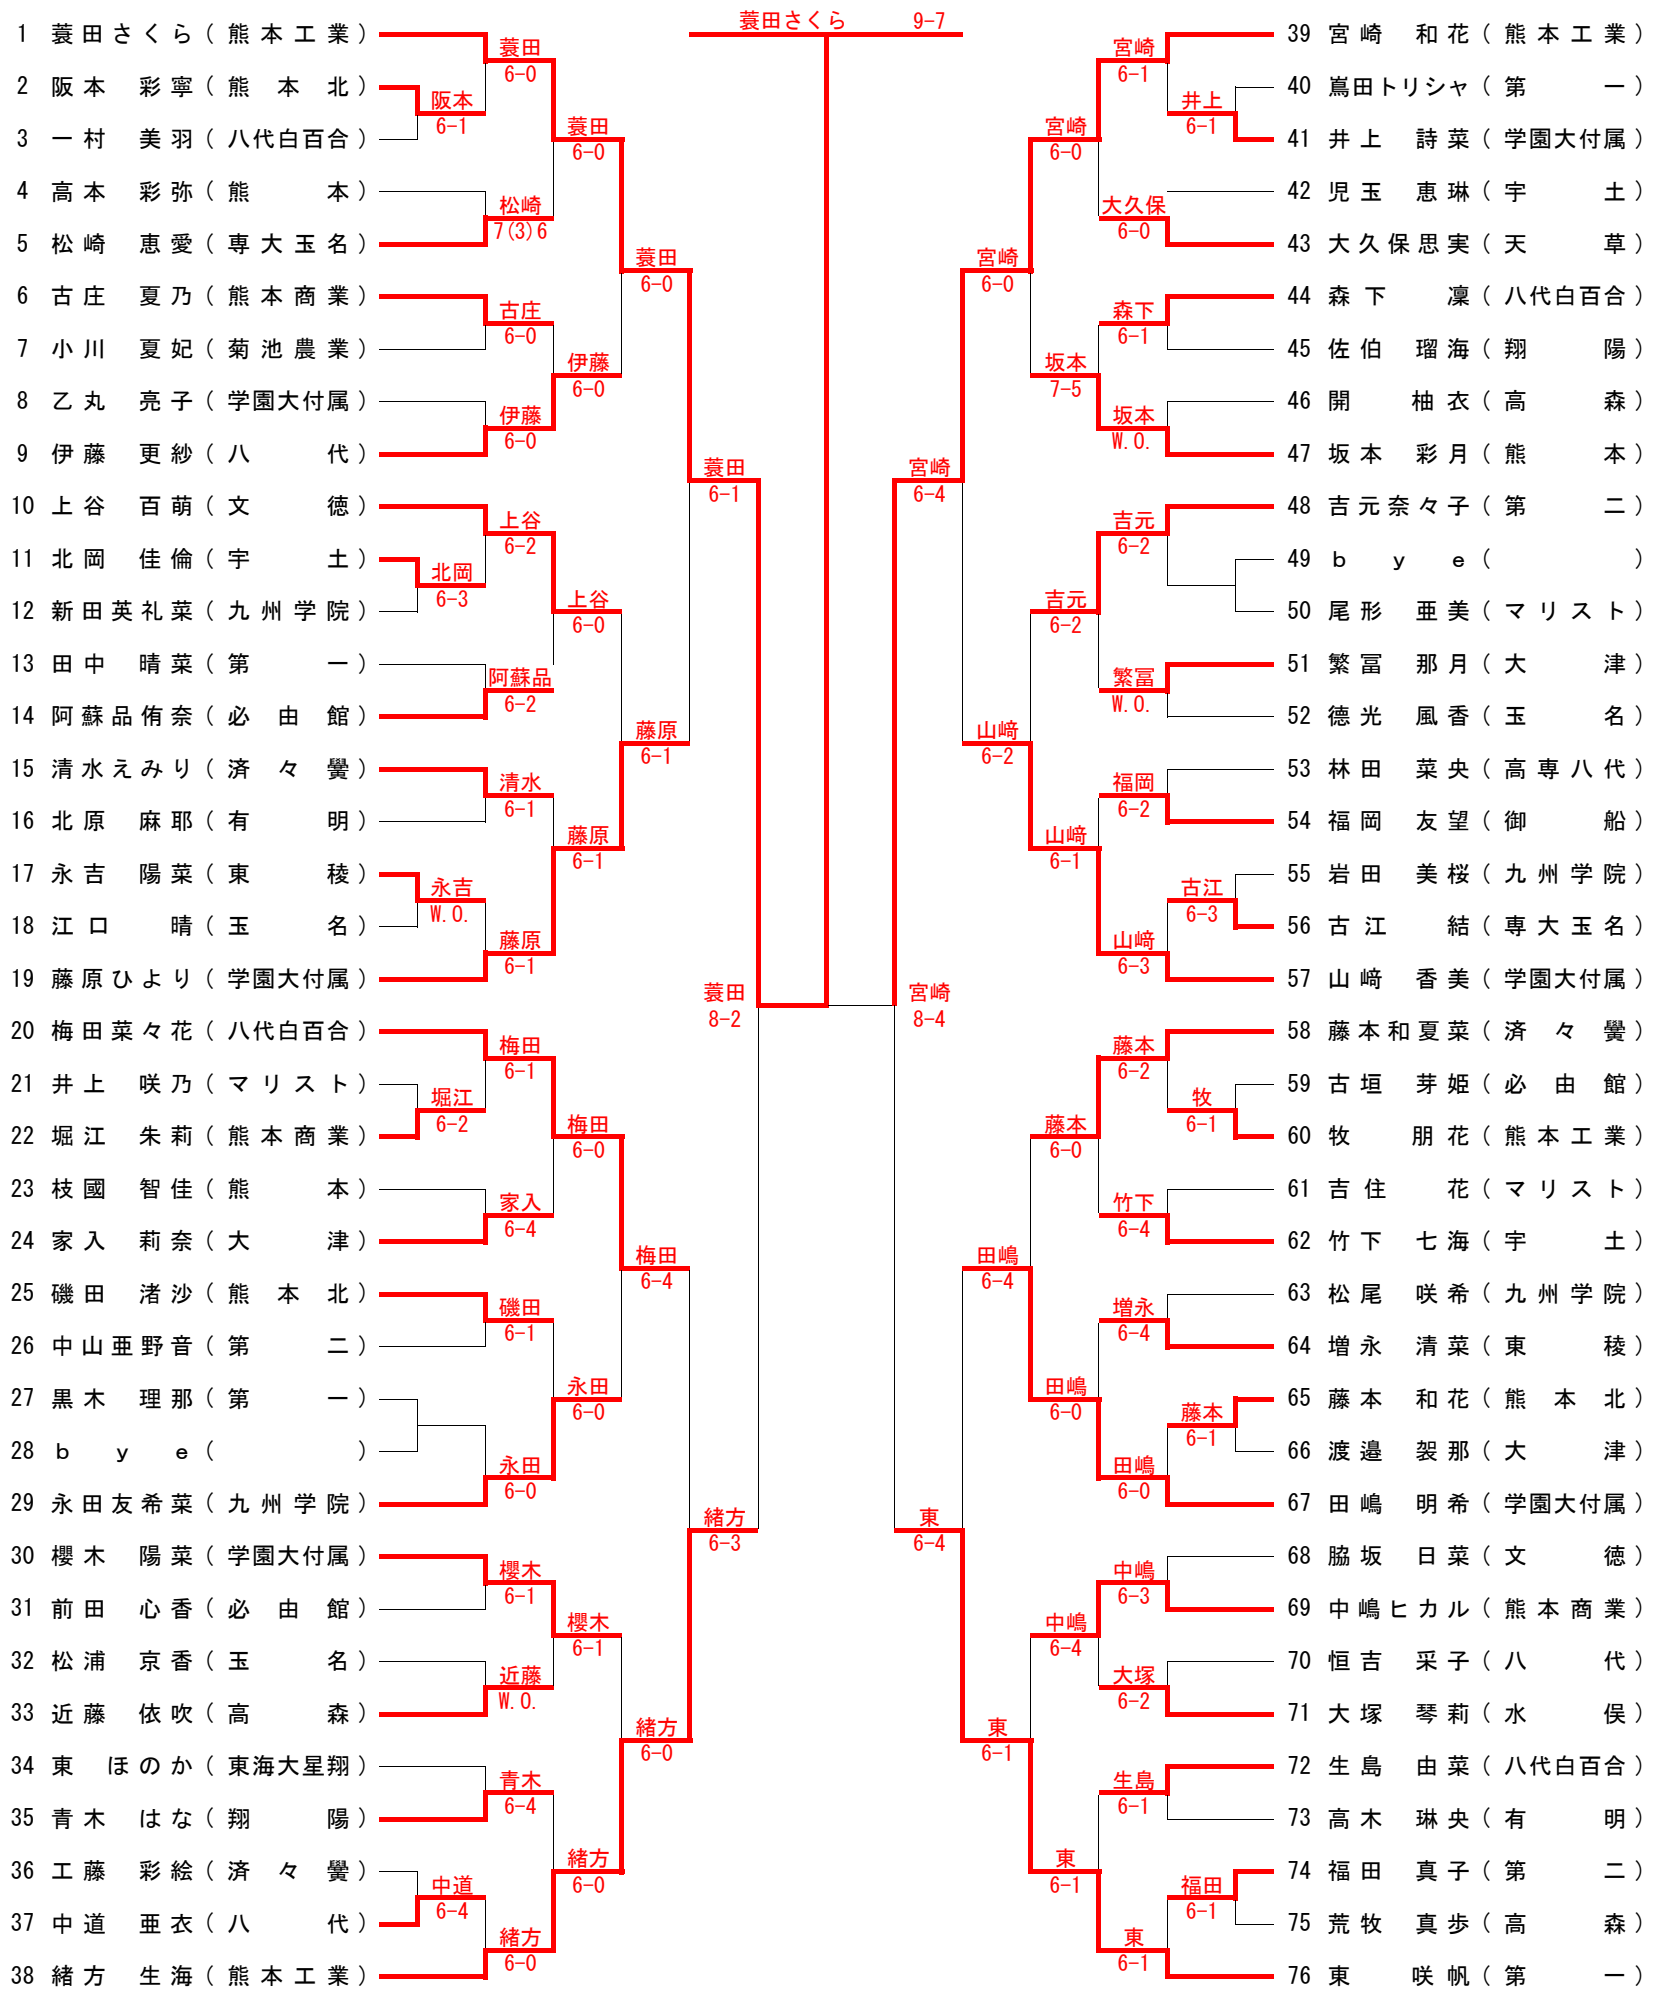 蓑田さくら 9-7
1 蓑田さくら（熊本工業）
2 阪本 彩寧（熊本北）
3 一村 美羽（八代白百合）
4 高本 彩弥（熊本）
5 松崎 恵愛（専大玉名）
6 古庄 夏乃（熊本商業）
7 小川 夏妃（菊池農業）
8 乙丸 亮子（学園大付属）
9 伊藤 更紗（八代）
10 上谷 百萌（文徳）
11 北岡 佳倫（宇土）
12 新田英礼菜（九州学院）
13 田中 晴菜（第一）
14 阿蘇品侑奈（必由館）
15 清水えみり（済々黌）
16 北原 麻耶（有明）
17 永吉 陽菜（東稜）
18 江口 晴（玉名）
19 藤原ひより（学園大付属）
20 梅田菜々花（八代白百合）
21 井上 咲乃（マリスト）
22 堀江 朱莉（熊本商業）
23 枝國 智佳（熊本）
24 家入 莉奈（大津）
25 磯田 渚沙（熊本北）
26 中山亜野音（第二）
27 黒木 理那（第一）
28 ｂｙｅ（ ）
29 永田友希菜（九州学院）
30 櫻木 陽菜（学園大付属）
31 前田 心香（必由館）
32 松浦 京香（玉名）
33 近藤 依吹（高森）
34 東 ほのか（東海大星翔）
35 青木 はな（翔陽）
36 工藤 彩絵（済々黌）
37 中道 亜衣（八代）
38 緒方 生海（熊本工業）
阪本
6-1
北岡
6-3
永吉
W.O.
堀江
6-2
中道
6-4
蓑田
6-0
松崎
7(3)6
古庄
6-0
伊藤
6-0
上谷
6-2
阿蘇品
6-2
清水
6-1
藤原
6-1
梅田
6-1
家入
6-4
磯田
6-1
永田
6-0
櫻木
6-1
近藤
W.O.
青木
6-4
緒方
6-0
蓑田
6-0
伊藤
6-0
上谷
6-0
藤原
6-1
梅田
6-0
永田
6-0
櫻木
6-1
緒方
6-0
蓑田
6-0
藤原
6-1
梅田
6-4
緒方
6-0
蓑田
6-1
緒方
6-3
蓑田
8-2
宮崎
8-4
宮崎
6-4
東
6-4
宮崎
6-0
山﨑
6-2
田嶋
6-4
東
6-1
宮崎
6-0
坂本
7-5
吉元
6-2
山﨑
6-1
藤本
6-0
田嶋
6-0
中嶋
6-4
東
6-1
宮崎
6-1
大久保
6-0
森下
6-1
坂本
W.O.
吉元
6-2
繁冨
W.O.
福岡
6-2
山﨑
6-3
藤本
6-2
竹下
6-4
増永
6-4
田嶋
6-0
中嶋
6-3
大塚
6-2
生島
6-1
東
6-1
井上
6-1
古江
6-3
牧
6-1
藤本
6-1
福田
6-1
39 宮崎 和花（熊本工業）
40 嶌田トリシャ（第一）
41 井上 詩菜（学園大付属）
42 児玉 恵琳（宇土）
43 大久保思実（天草）
44 森下 凜（八代白百合）
45 佐伯 瑠海（翔陽）
46 開 柚衣（高森）
47 坂本 彩月（熊本）
48 吉元奈々子（第二）
49 ｂｙｅ（ ）
50 尾形 亜美（マリスト）
51 繁冨 那月（大津）
52 德光 風香（玉名）
53 林田 菜央（高専八代）
54 福岡 友望（御船）
55 岩田 美桜（九州学院）
56 古江 結（専大玉名）
57 山﨑 香美（学園大付属）
58 藤本和夏菜（済々黌）
59 古垣 芽姫（必由館）
60 牧 朋花（熊本工業）
61 吉住 花（マリスト）
62 竹下 七海（宇土）
63 松尾 咲希（九州学院）
64 増永 清菜（東稜）
65 藤本 和花（熊本北）
66 渡邉 袈那（大津）
67 田嶋 明希（学園大付属）
68 脇坂 日菜（文徳）
69 中嶋ヒカル（熊本商業）
70 恒吉 采子（八代）
71 大塚 琴莉（水俣）
72 生島 由菜（八代白百合）
73 高木 琳央（有明）
74 福田 真子（第二）
75 荒牧 真歩（高森）
76 東 咲帆（第一）